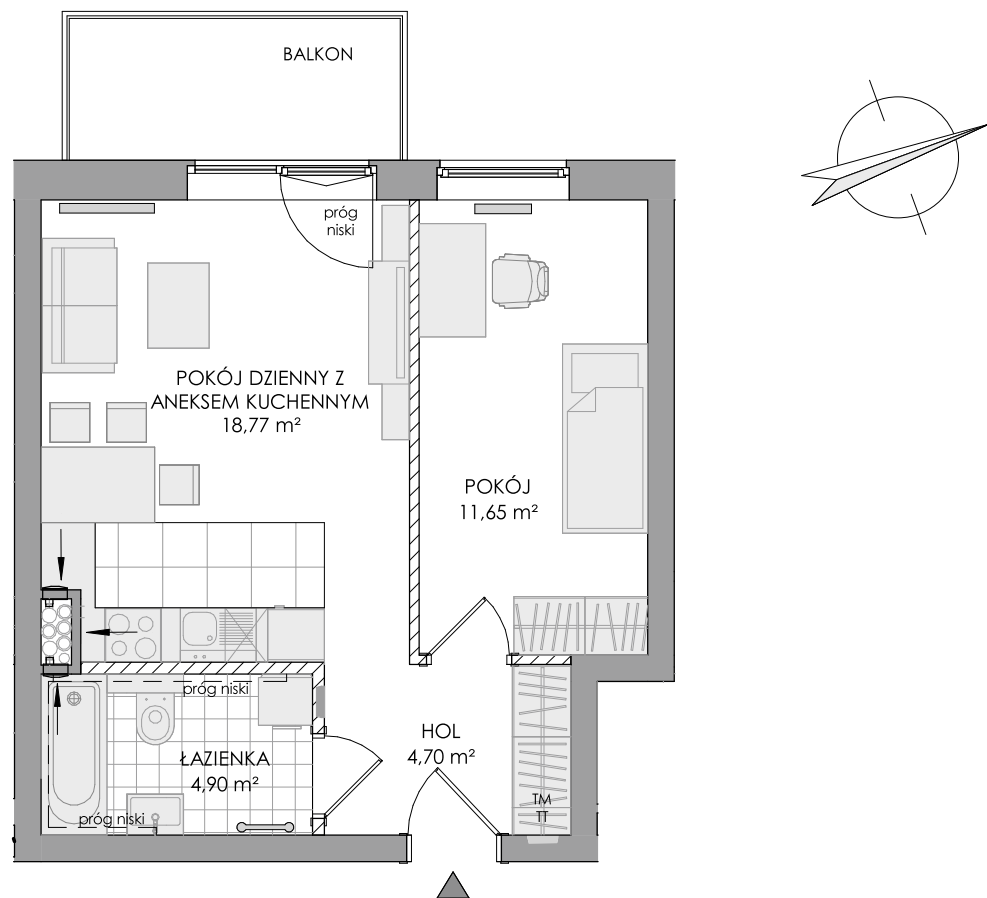 BALKON
próg
niski
POKÓJ DZIENNY Z
ANEKSEM KUCHENNYM
18,77 m²
POKÓJ
11,65 m²
próg niski
HOL
4,70 m²
ŁAZIENKA
4,90 m²
TM
TT
próg niski